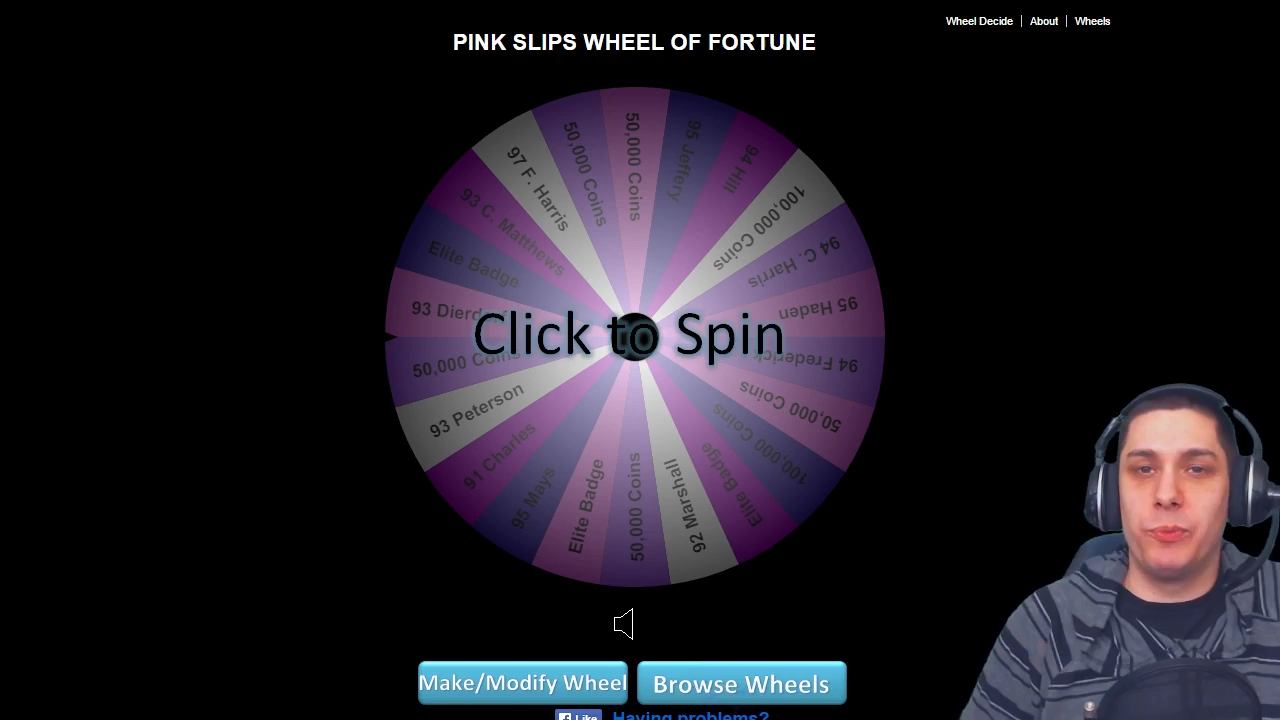 Wheel Decide
About
Wheels
PINK SLIPS WHEEL OF FORTUNE
50,000 Coins
95 Jeffery
94 Hill
100,000 Coins
94 C. Harris
95 Haden
94 Frederick
50,000 Coins
100,000 Coins
Elite Badge
92 Marshall
50,000 Coins
Elite Badge
95 Mays
91 Charles
93 Peterson
50,000 Coins
93
Elite Badge
93 C. Matthews
97 F. Harris
50,000 Coins
Click to Spin
Make/Modify Wheel
Browse Wheels
Like
Having problems?